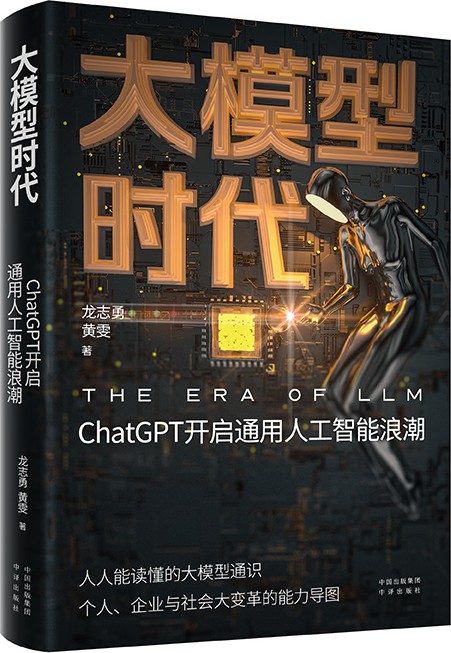 大模型时代
ChatGPT开启
通用人工智能浪潮
龙志勇 黄雯 著
中国出版集团
中译出版社
大模型
时代
龙志勇
黄雯
著
THE ERA OF LLM
ChatGPT开启通用人工智能浪潮
人人能读懂的大模型通识
个人、企业与社会大变革的能力导图
中国出版集团
中译出版社